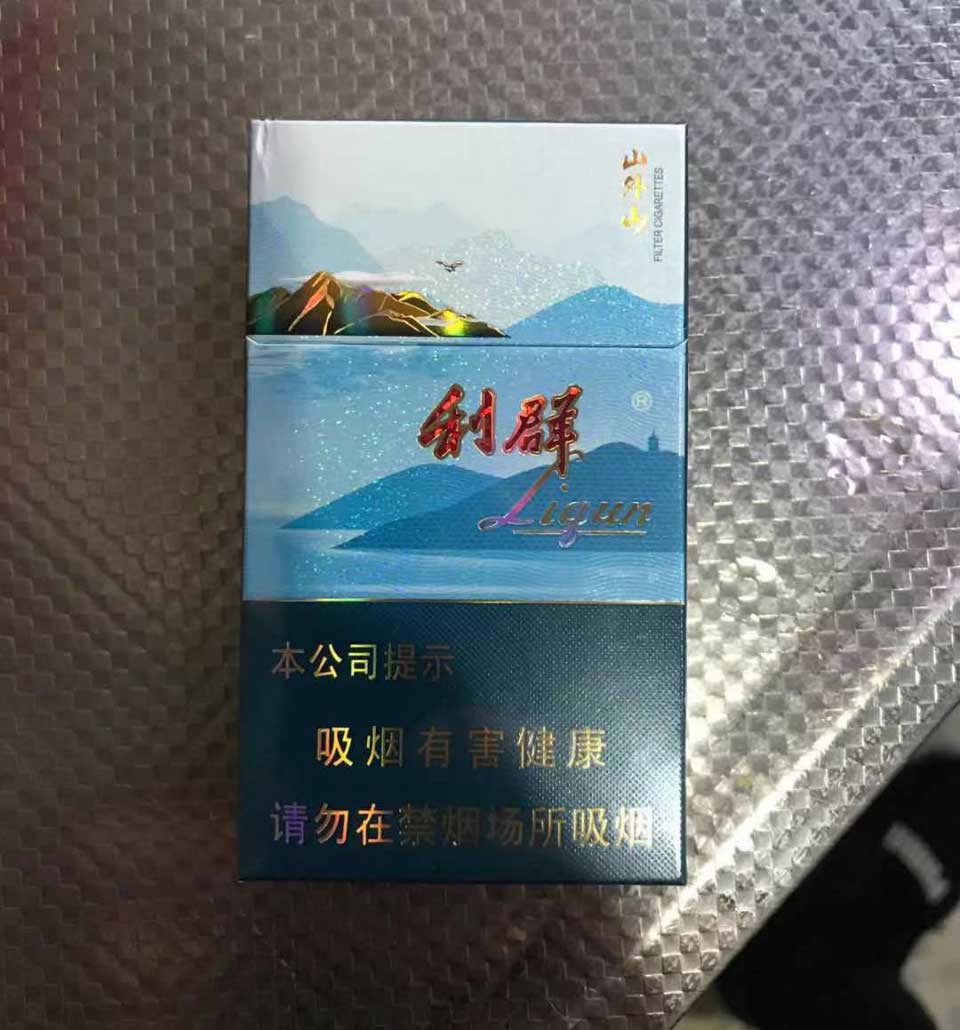 山外山
FILTER CIGARETTES
利群®
Liqun
本公司提示
吸烟有害健康
请勿在禁烟场所吸烟